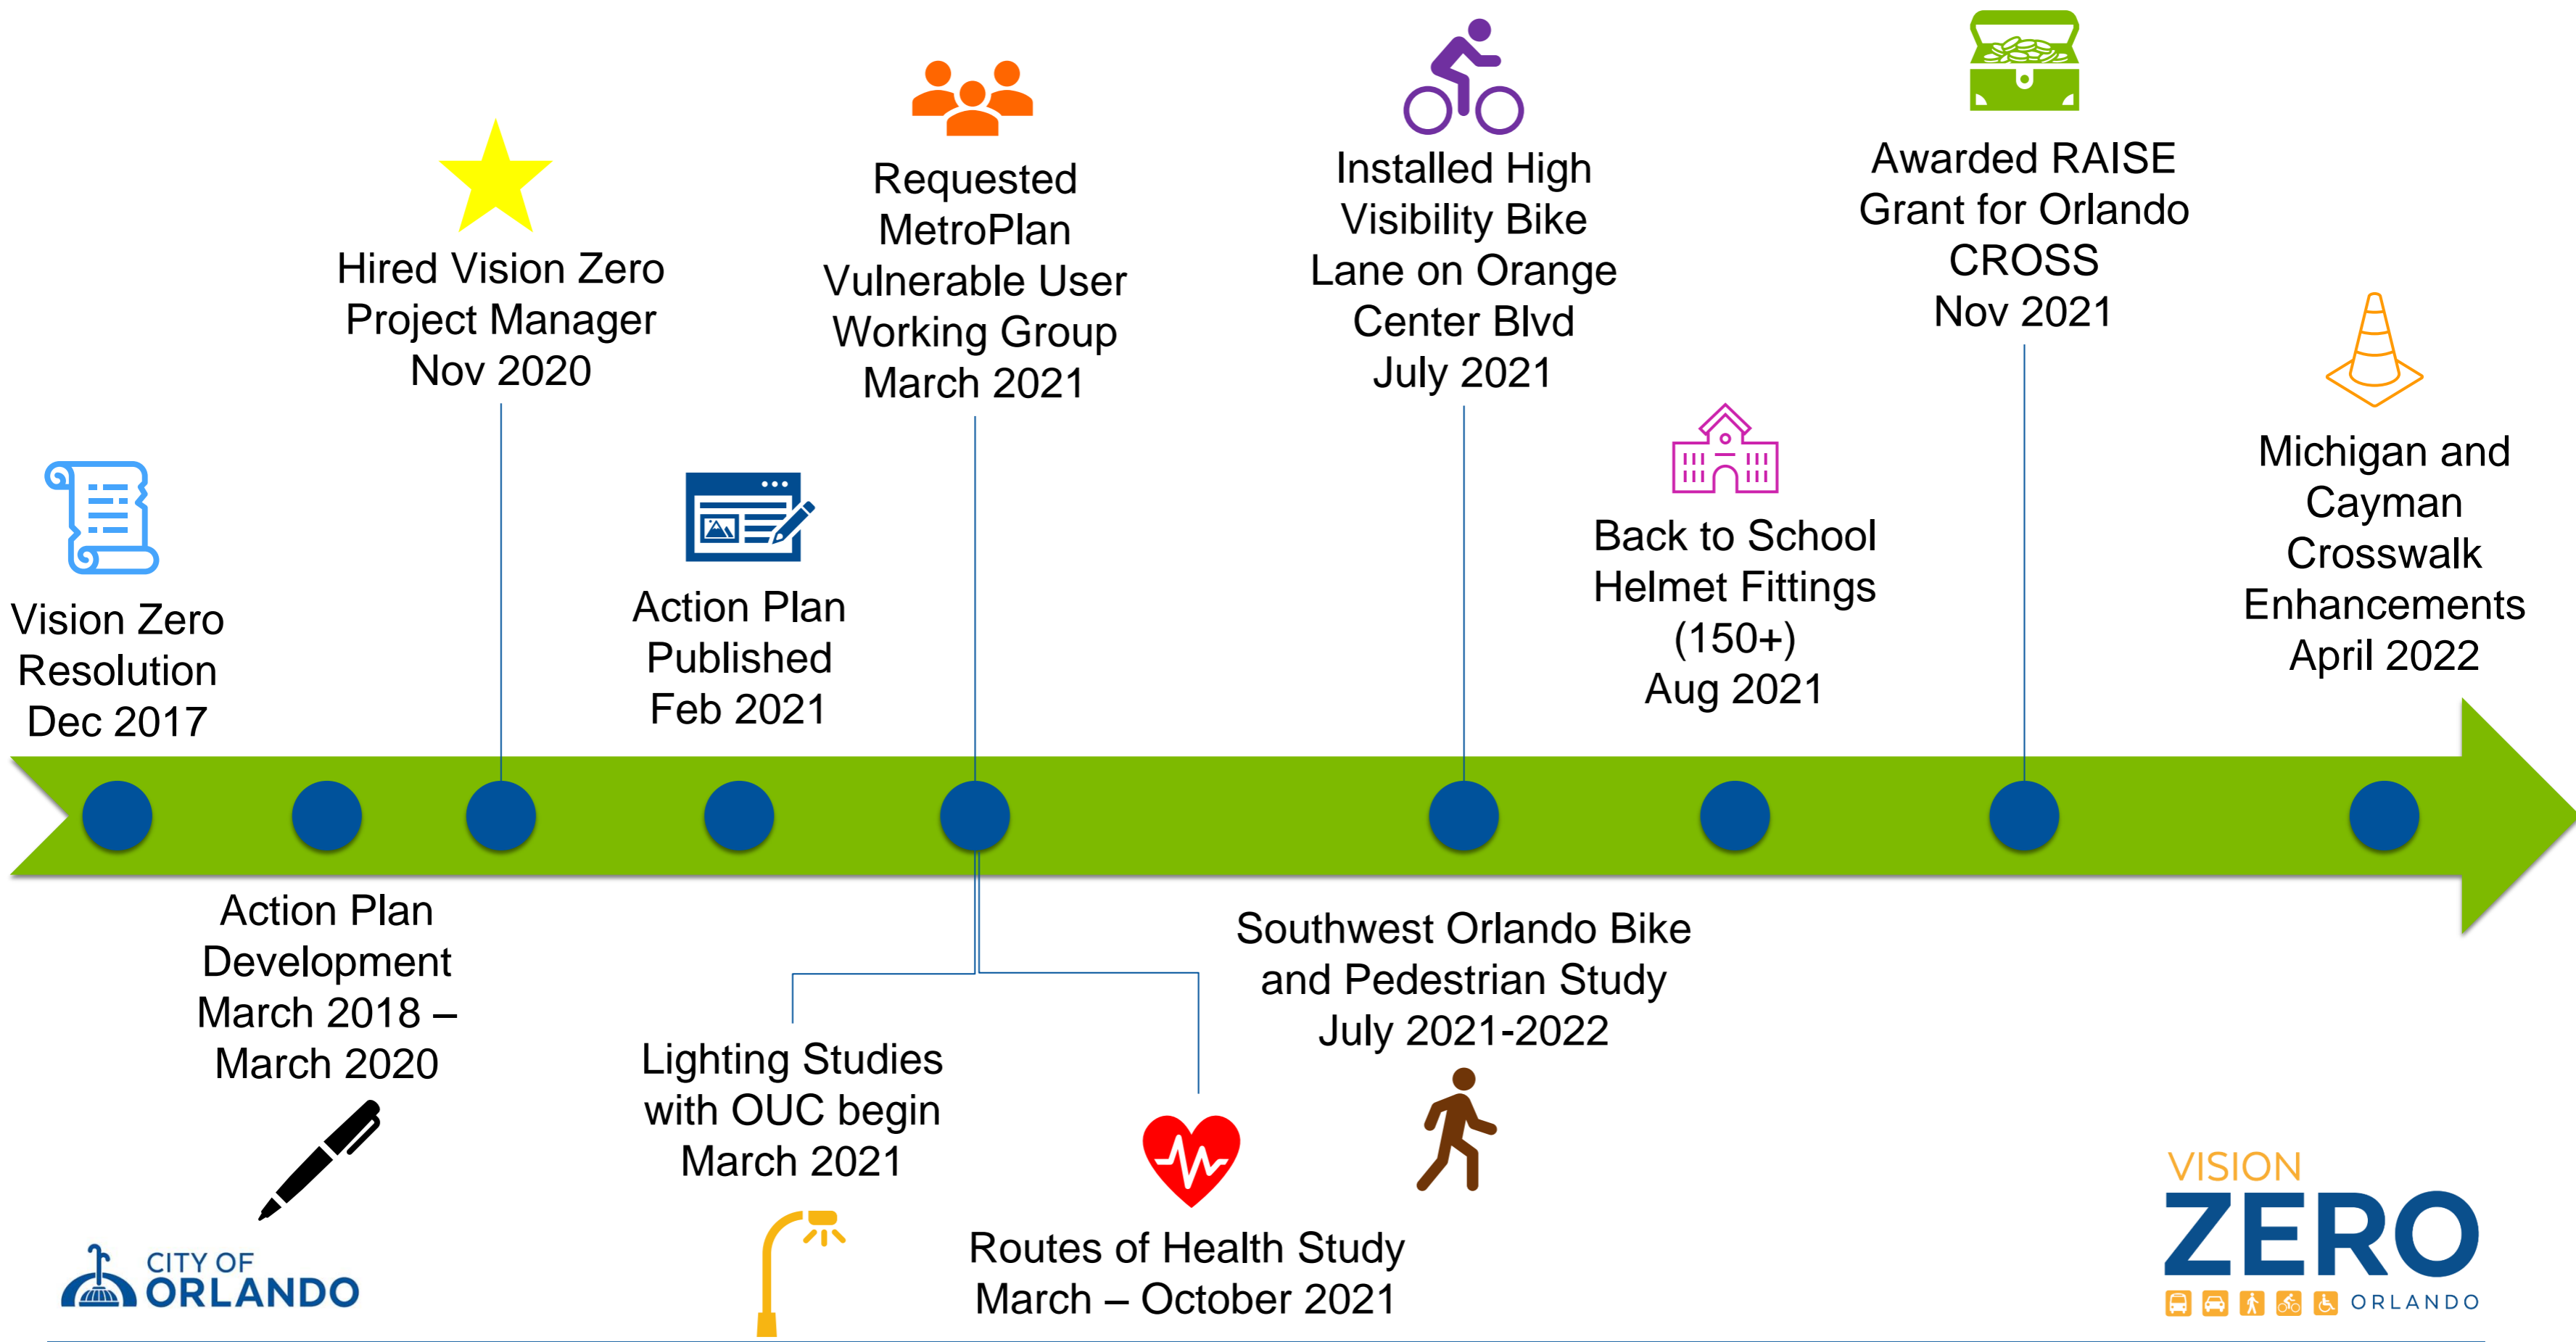 Vision Zero
Resolution
Dec 2017
Action Plan
Development
March 2018 –
March 2020
Hired Vision Zero
Project Manager
Nov 2020
Action Plan
Published
Feb 2021
Requested
MetroPlan
Vulnerable User
Working Group
March 2021
Lighting Studies
with OUC begin
March 2021
Routes of Health Study
March – October 2021
Installed High
Visibility Bike
Lane on Orange
Center Blvd
July 2021
Southwest Orlando Bike
and Pedestrian Study
July 2021-2022
Back to School
Helmet Fittings
(150+)
Aug 2021
Awarded RAISE
Grant for Orlando
CROSS
Nov 2021
Michigan and
Cayman
Crosswalk
Enhancements
April 2022
CITY OF
ORLANDO
VISION
ZERO
ORLANDO